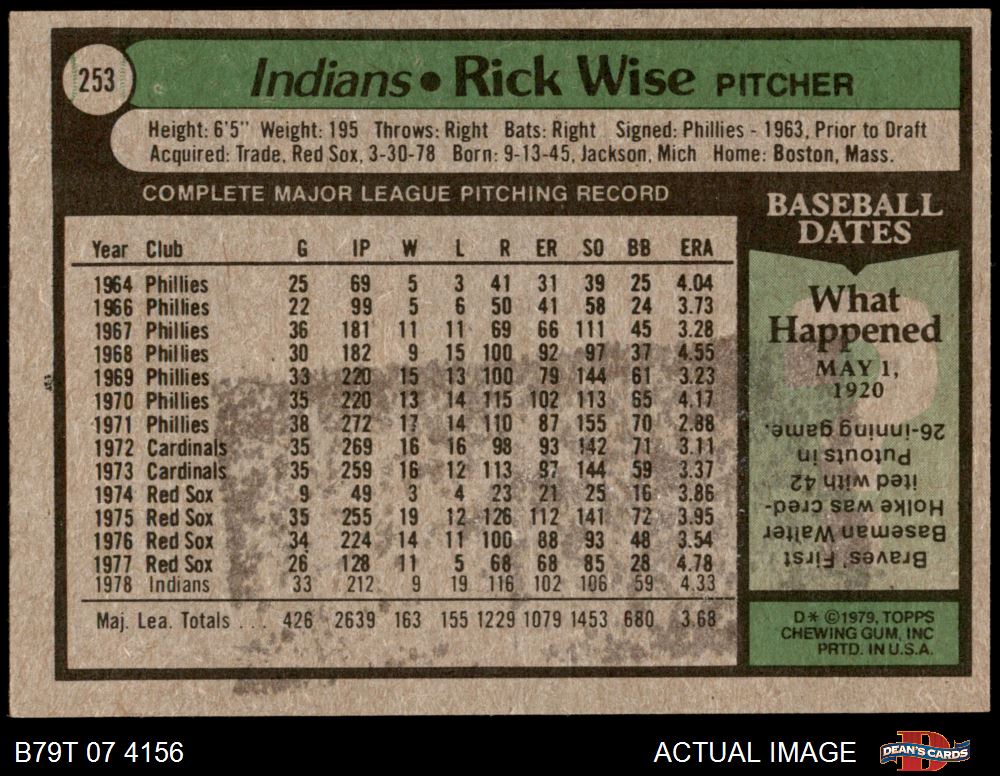 253
Indians • Rick Wise PITCHER
Height: 6'5" Weight: 195 Throws: Right Bats: Right Signed: Phillies - 1963, Prior to Draft
Acquired: Trade, Red Sox, 3-30-78 Born: 9-13-45, Jackson, Mich Home: Boston, Mass.
COMPLETE MAJOR LEAGUE PITCHING RECORD
Year Club G IP W L R ER SO BB ERA
1964 Phillies 25 69 5 3 41 31 39 25 4.04
1966 Phillies 22 99 5 6 50 41 58 24 3.73
1967 Phillies 36 181 11 11 69 66 111 45 3.28
1968 Phillies 30 182 9 15 100 92 97 37 4.55
1969 Phillies 33 220 15 13 100 79 144 61 3.23
1970 Phillies 35 220 13 14 115 102 113 65 4.17
1971 Phillies 38 272 17 14 110 87 155 70 2.88
1972 Cardinals 35 269 16 16 98 93 142 71 3.11
1973 Cardinals 35 259 16 12 113 97 144 59 3.37
1974 Red Sox 9 49 3 4 23 21 25 16 3.86
1975 Red Sox 35 255 19 12 126 112 141 72 3.95
1976 Red Sox 34 224 14 11 100 88 93 48 3.54
1977 Red Sox 26 128 11 5 68 68 85 28 4.78
1978 Indians 33 212 9 19 116 102 106 59 4.33
Maj. Lea. Totals . . . 426 2639 163 155 1229 1079 1453 680 3.68
BASEBALL
DATES
What
Happened
MAY 1,
1920
Braves' First
Baseman Walter
Holke was cred-
ited with 42
Putouts in
26-inning game.
D* ©1979, TOPPS
CHEWING GUM, INC
PRTD. IN U.S.A.
B79T 07 4156
ACTUAL IMAGE
DEAN'S CARDS